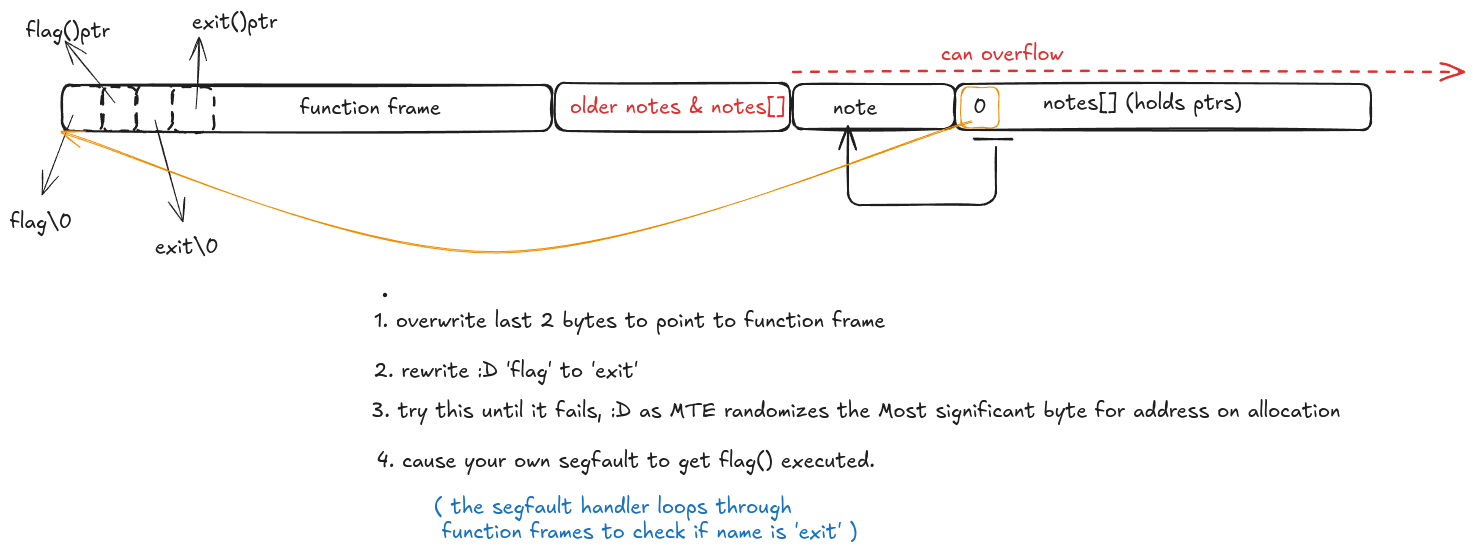 flag()ptr
exit()ptr
can overflow
function frame
older notes & notes[]
note
0
notes[] (holds ptrs)
flag\0
exit\0
1. overwrite last 2 bytes to point to function frame
2. rewrite :D 'flag' to 'exit'
3. try this until it fails, :D as MTE randomizes the Most significant byte for address on allocation
4. cause your own segfault to get flag() executed.
( the segfault handler loops through
function frames to check if name is 'exit' )